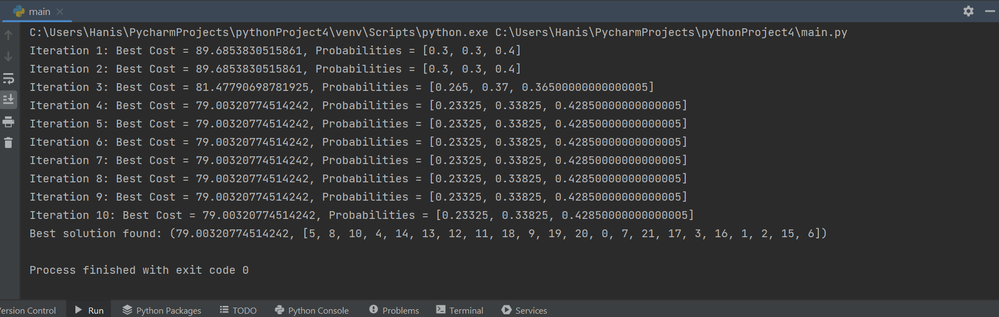 main
C:\Users\Hanis\PycharmProjects\pythonProject4\venv\Scripts\python.exe C:\Users\Hanis\PycharmProjects\pythonProject4\main.py
Iteration 1: Best Cost = 89.6853830515861, Probabilities = [0.3, 0.3, 0.4]
Iteration 2: Best Cost = 89.6853830515861, Probabilities = [0.3, 0.3, 0.4]
Iteration 3: Best Cost = 81.47790698781925, Probabilities = [0.265, 0.37, 0.36500000000000005]
Iteration 4: Best Cost = 79.00320774514242, Probabilities = [0.23325, 0.33825, 0.42850000000000005]
Iteration 5: Best Cost = 79.00320774514242, Probabilities = [0.23325, 0.33825, 0.42850000000000005]
Iteration 6: Best Cost = 79.00320774514242, Probabilities = [0.23325, 0.33825, 0.42850000000000005]
Iteration 7: Best Cost = 79.00320774514242, Probabilities = [0.23325, 0.33825, 0.42850000000000005]
Iteration 8: Best Cost = 79.00320774514242, Probabilities = [0.23325, 0.33825, 0.42850000000000005]
Iteration 9: Best Cost = 79.00320774514242, Probabilities = [0.23325, 0.33825, 0.42850000000000005]
Iteration 10: Best Cost = 79.00320774514242, Probabilities = [0.23325, 0.33825, 0.42850000000000005]
Best solution found: (79.00320774514242, [5, 8, 10, 4, 14, 13, 12, 11, 18, 9, 19, 20, 0, 7, 21, 17, 3, 16, 1, 2, 15, 6])
Process finished with exit code 0
ersion Control Run Python Packages TODO Python Console Problems Terminal Services